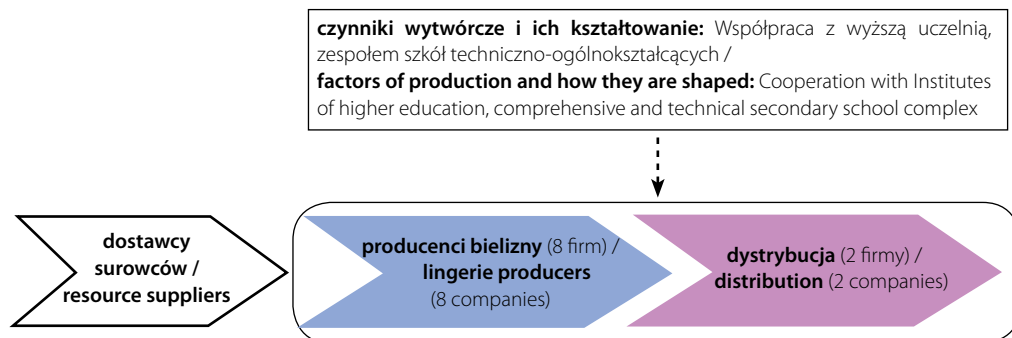 czynniki wytwórcze i ich kształtowanie: Współpraca z wyższą uczelnią,
zespołem szkół techniczno-ogólnokształcących /
factors of production and how they are shaped: Cooperation with Institutes
of higher education, comprehensive and technical secondary school complex
dostawcy
surowców /
resource suppliers
producenci bielizny (8 firm) /
lingerie producers
(8 companies)
dystrybucja (2 firmy) /
distribution (2 companies)